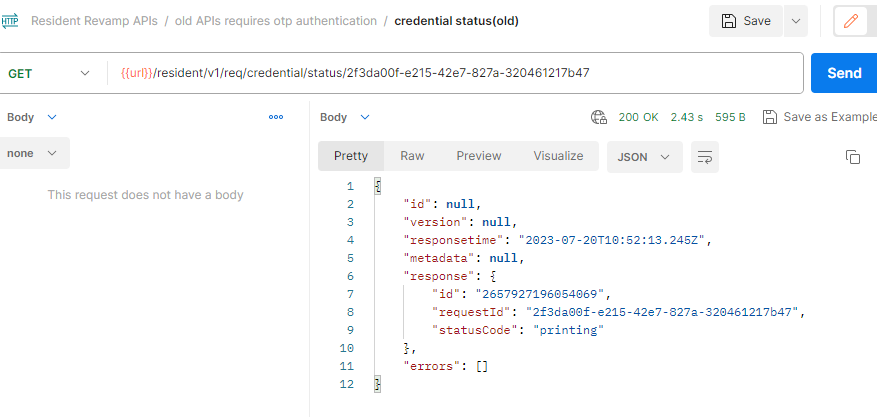 HTTP Resident Revamp APIs / old APIs requires otp authentication / credential status(old) Save
GET {{url}}/resident/v1/req/credential/status/2f3da00f-e215-42e7-827a-320461217b47 Send
Body Body 200 OK 2.43 s 595 B Save as Example
none Pretty Raw Preview Visualize JSON
This request does not have a body
1 {
2 "id": null,
3 "version": null,
4 "responsetime": "2023-07-20T10:52:13.245Z",
5 "metadata": null,
6 "response": {
7 "id": "2657927196054069",
8 "requestId": "2f3da00f-e215-42e7-827a-320461217b47",
9 "statusCode": "printing"
10 },
11 "errors": []
12 }